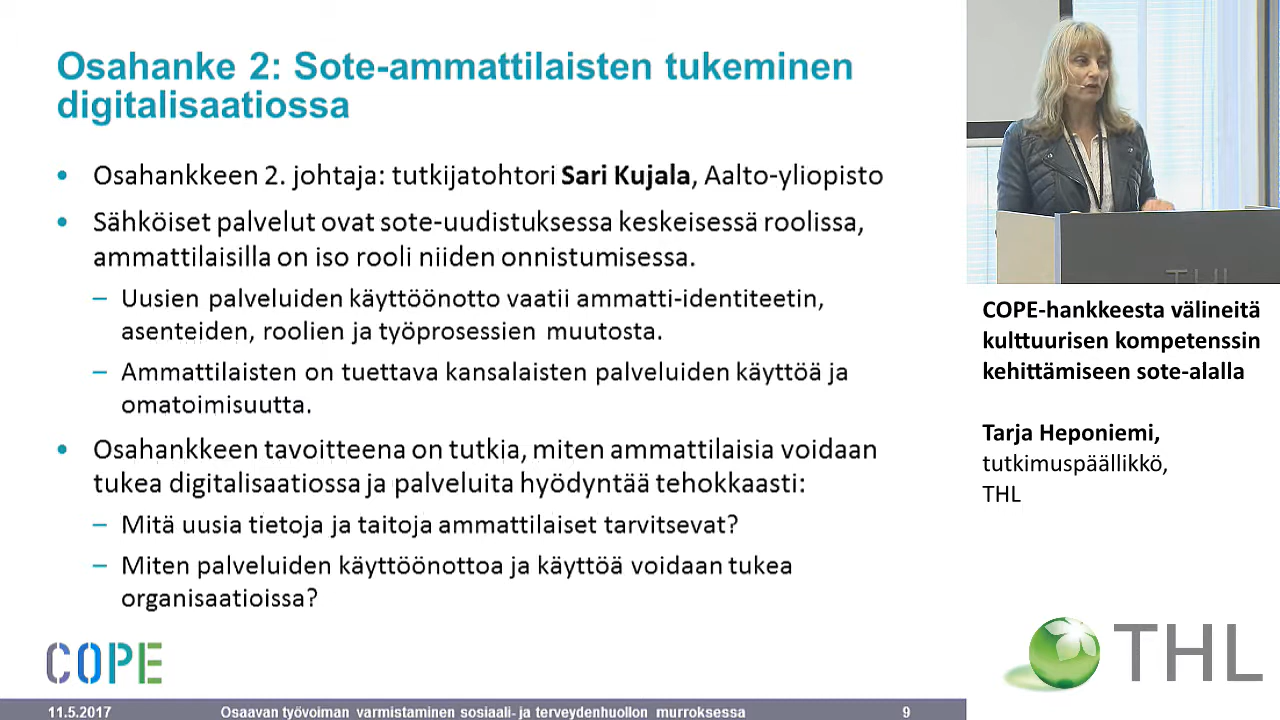 Osahanke 2: Sote-ammattilaisten tukeminen
digitalisaatiossa
• Osahankkeen 2. johtaja: tutkijatohtori Sari Kujala, Aalto-yliopisto
• Sähköiset palvelut ovat sote-uudistuksessa keskeisessä roolissa,
ammattilaisilla on iso rooli niiden onnistumisessa.
– Uusien palveluiden käyttöönotto vaatii ammatti-identiteetin,
asenteiden, roolien ja työprosessien muutosta.
– Ammattilaisten on tuettava kansalaisten palveluiden käyttöä ja
omatoimisuutta.
• Osahankkeen tavoitteena on tutkia, miten ammattilaisia voidaan
tukea digitalisaatiossa ja palveluita hyödyntää tehokkaasti:
– Mitä uusia tietoja ja taitoja ammattilaiset tarvitsevat?
– Miten palveluiden käyttöönottoa ja käyttöä voidaan tukea
organisaatioissa?
COPE
11.5.2017 Osaavan työvoiman varmistaminen sosiaali- ja terveydenhuollon murroksessa 9
THL
COPE-hankkeesta välineitä
kulttuurisen kompetenssin
kehittämiseen sote-alalla
Tarja Heponiemi,
tutkimuspäällikkö,
THL
THL